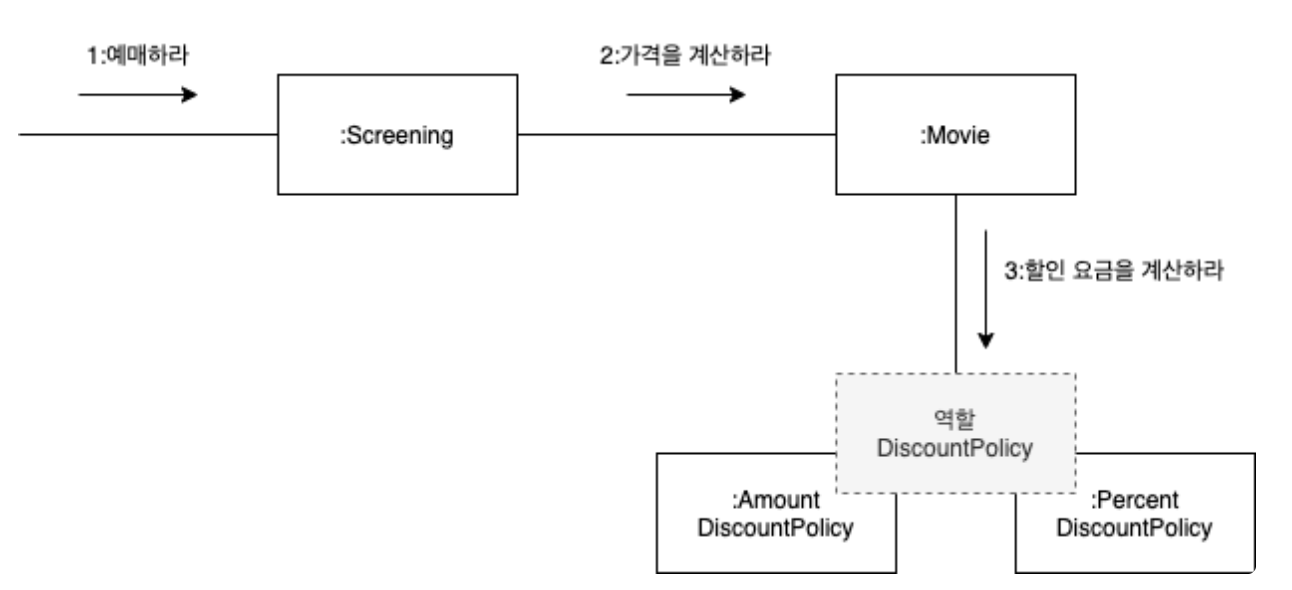 1:예매하라
2:가격을 계산하라
:Screening
:Movie
3:할인 요금을 계산하라
역할
DiscountPolicy
:Amount
DiscountPolicy
:Percent
DiscountPolicy